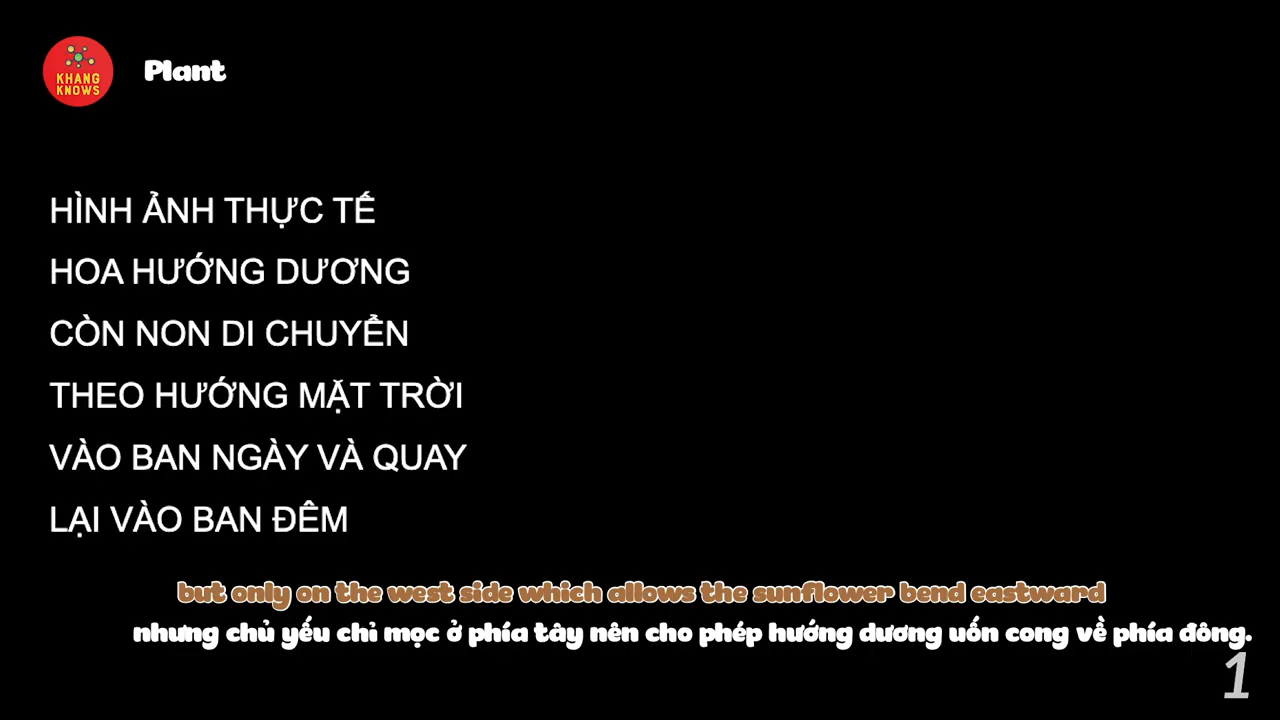 KHANG
KNOWS
Plant
HÌNH ẢNH THỰC TẾ
HOA HƯỚNG DƯƠNG
CÒN NON DI CHUYỂN
THEO HƯỚNG MẶT TRỜI
VÀO BAN NGÀY VÀ QUAY
LẠI VÀO BAN ĐÊM
but only on the west side which allows the sunflower bend eastward
nhưng chủ yếu chỉ mọc ở phía tây nên cho phép hướng dương uốn cong về phía đông.
1